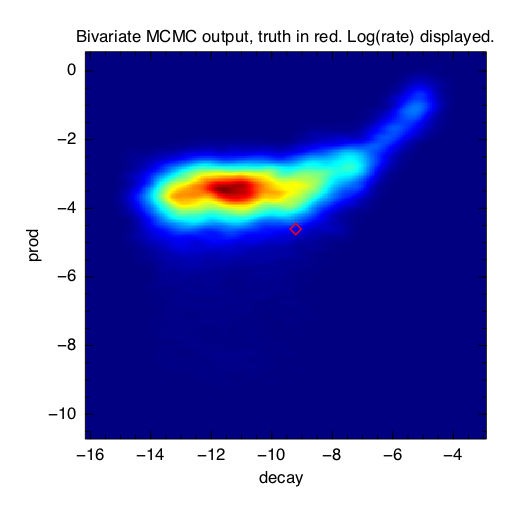 Bivariate MCMC output, truth in red. Log(rate) displayed.
0
−2
−4
−6
−8
−10
prod
−16 −14 −12 −10 −8 −6 −4
decay